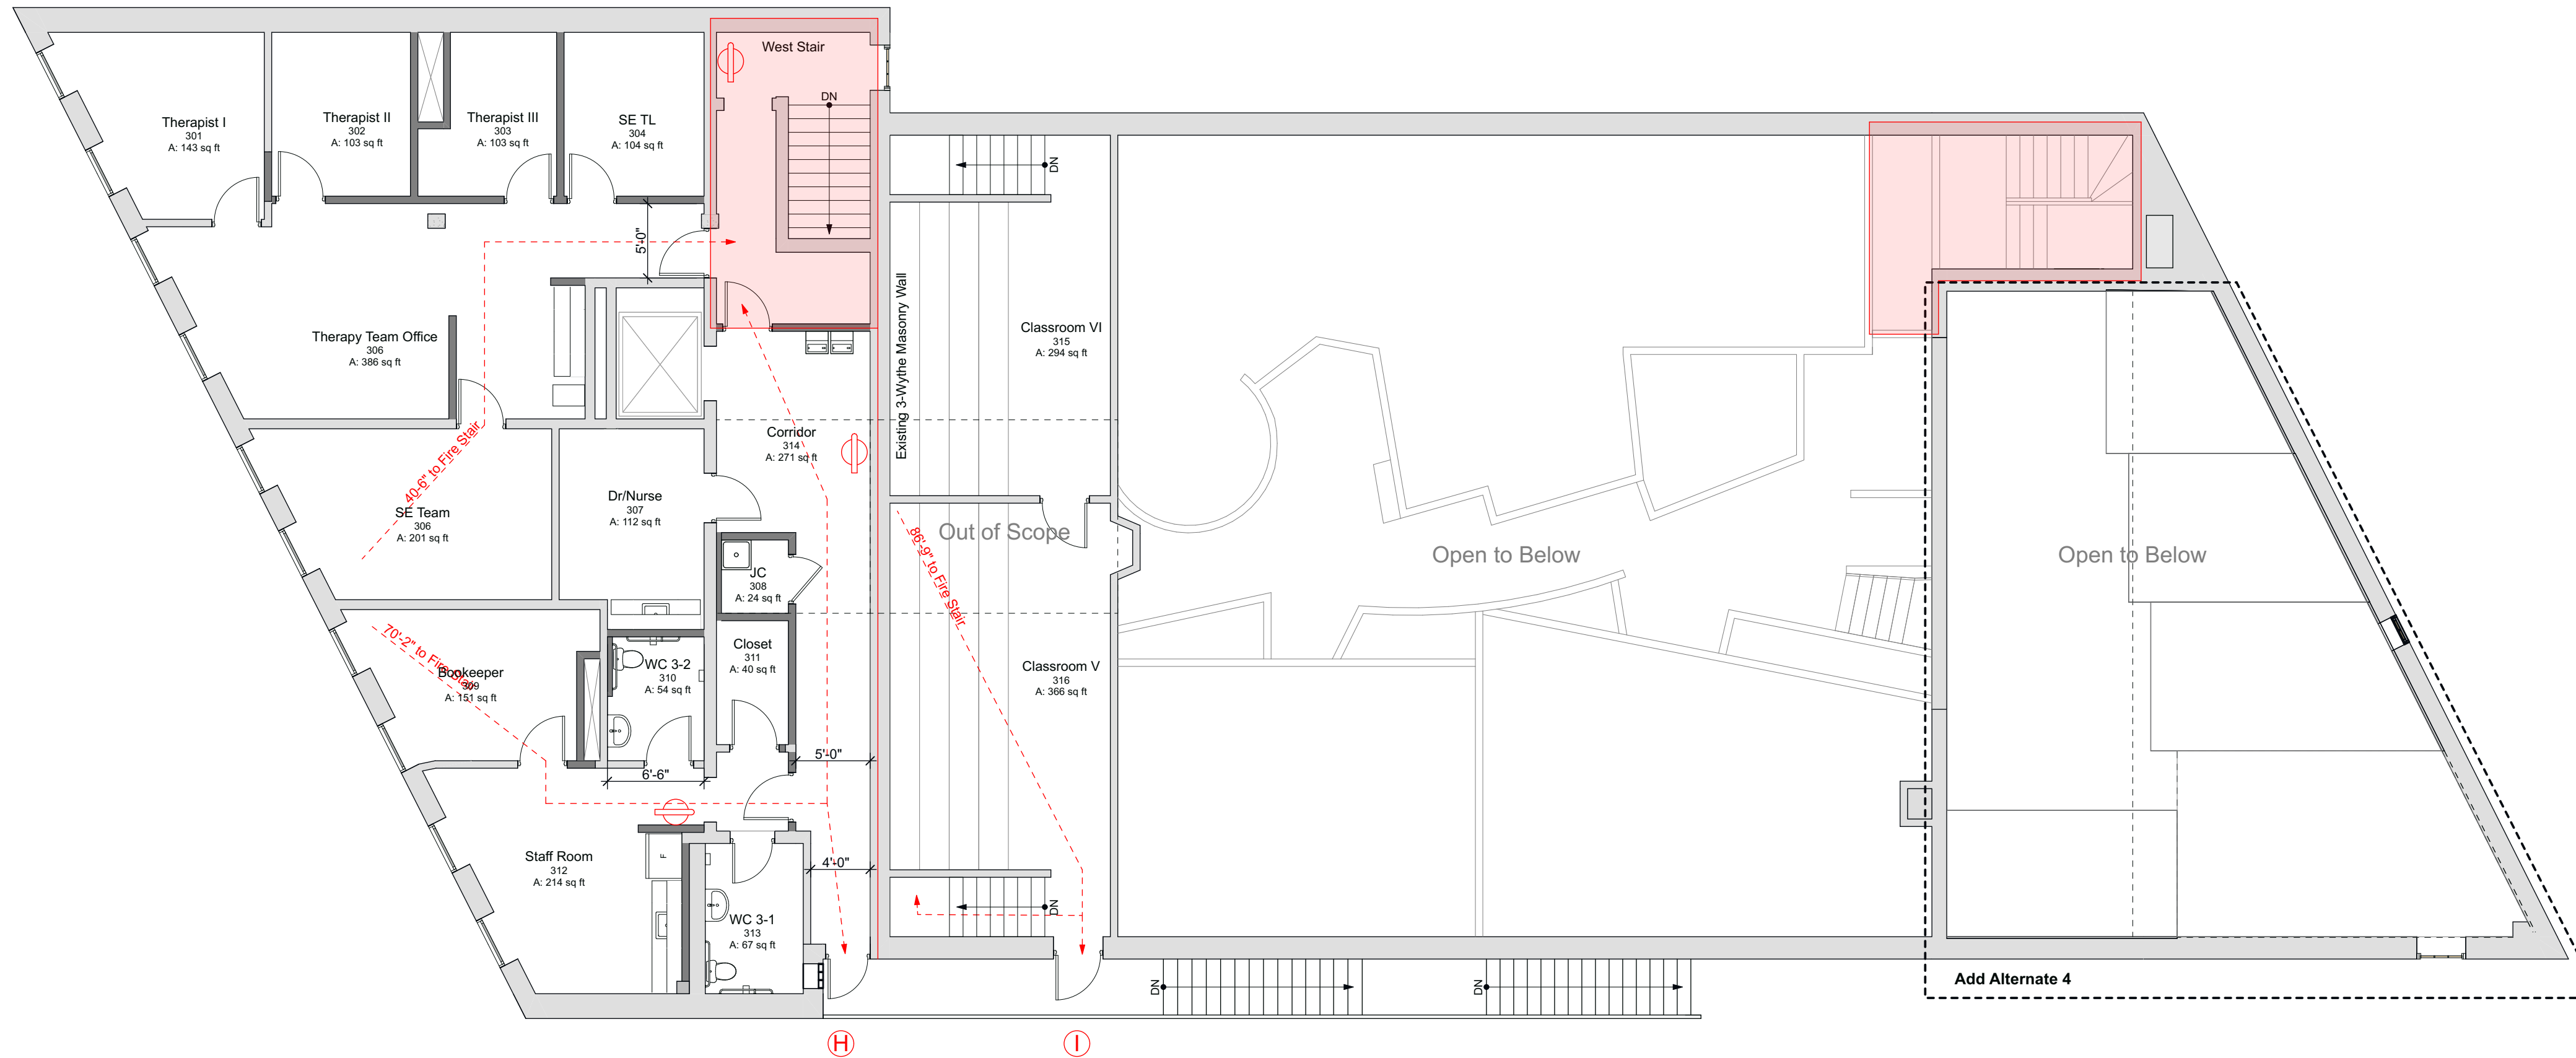 West Stair
DN
Therapist I
301
A: 143 sq ft
Therapist II
302
A: 103 sq ft
Therapist III
303
A: 103 sq ft
SE TL
304
A: 104 sq ft
DN
5'-0"
Existing 3-Wythe Masonry Wall
Classroom VI
315
A: 294 sq ft
Therapy Team Office
306
A: 386 sq ft
40-6" to Fire Stair
SE Team
306
A: 201 sq ft
Corridor
314
A: 271 sq ft
Dr/Nurse
307
A: 112 sq ft
Out of Scope
86'-9" to Fire Stair
Open to Below
Open to Below
JC
308
A: 24 sq ft
70'-2" to Fire Stair
Bookeeper
309
A: 151 sq ft
WC 3-2
310
A: 54 sq ft
Closet
311
A: 40 sq ft
Classroom V
316
A: 366 sq ft
6'-6"
5'-0"
4'-0"
Staff Room
312
A: 214 sq ft
F
WC 3-1
313
A: 67 sq ft
DN
DN
DN
Add Alternate 4
H
I